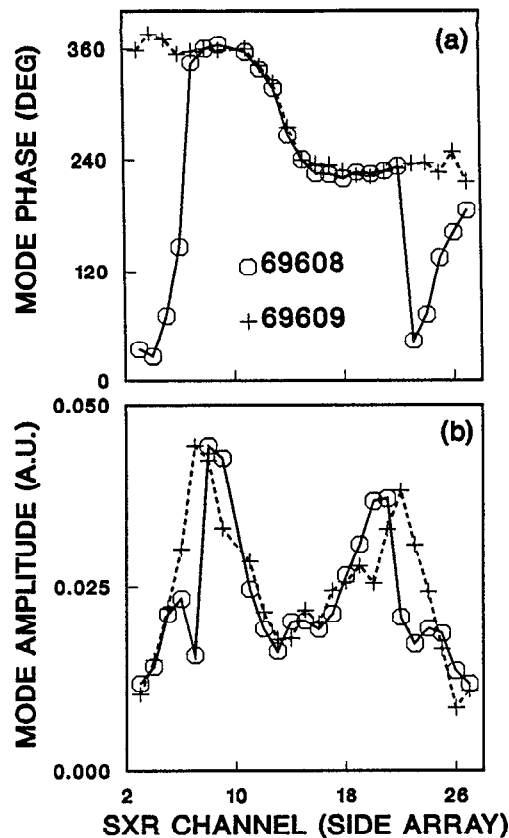 (a)
MODE PHASE (DEG)
360
240
120
0
69608
69609
(b)
MODE AMPLITUDE (A.U.)
0.050
0.025
0.000
2 10 18 26
SXR CHANNEL (SIDE ARRAY)